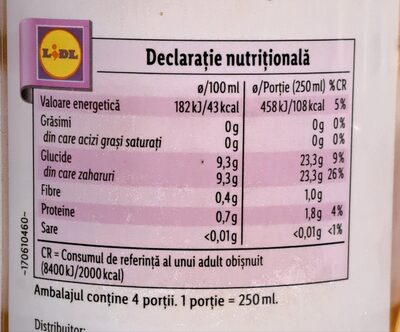 LIDL
Declarație nutrițională
ø/100 ml ø/Porție (250 ml) %CR
Valoare energetică 182 kJ/43 kcal 458 kJ/108 kcal 5%
Grăsimi 0g 0g 0%
din care acizi grași saturați 0g 0g 0%
Glucide 9,3g 23,3g 9%
din care zaharuri 9,3g 23,3g 26%
Fibre 0,4g 1,0g
Proteine 0,7g 1,8g 4%
Sare <0,01g <0,01g <1%
CR = Consumul de referință al unui adult obișnuit
(8400 kJ/2000 kcal)
Ambalajul conține 4 porții. 1 porție = 250 ml.
Distribuitor:
–170610460–